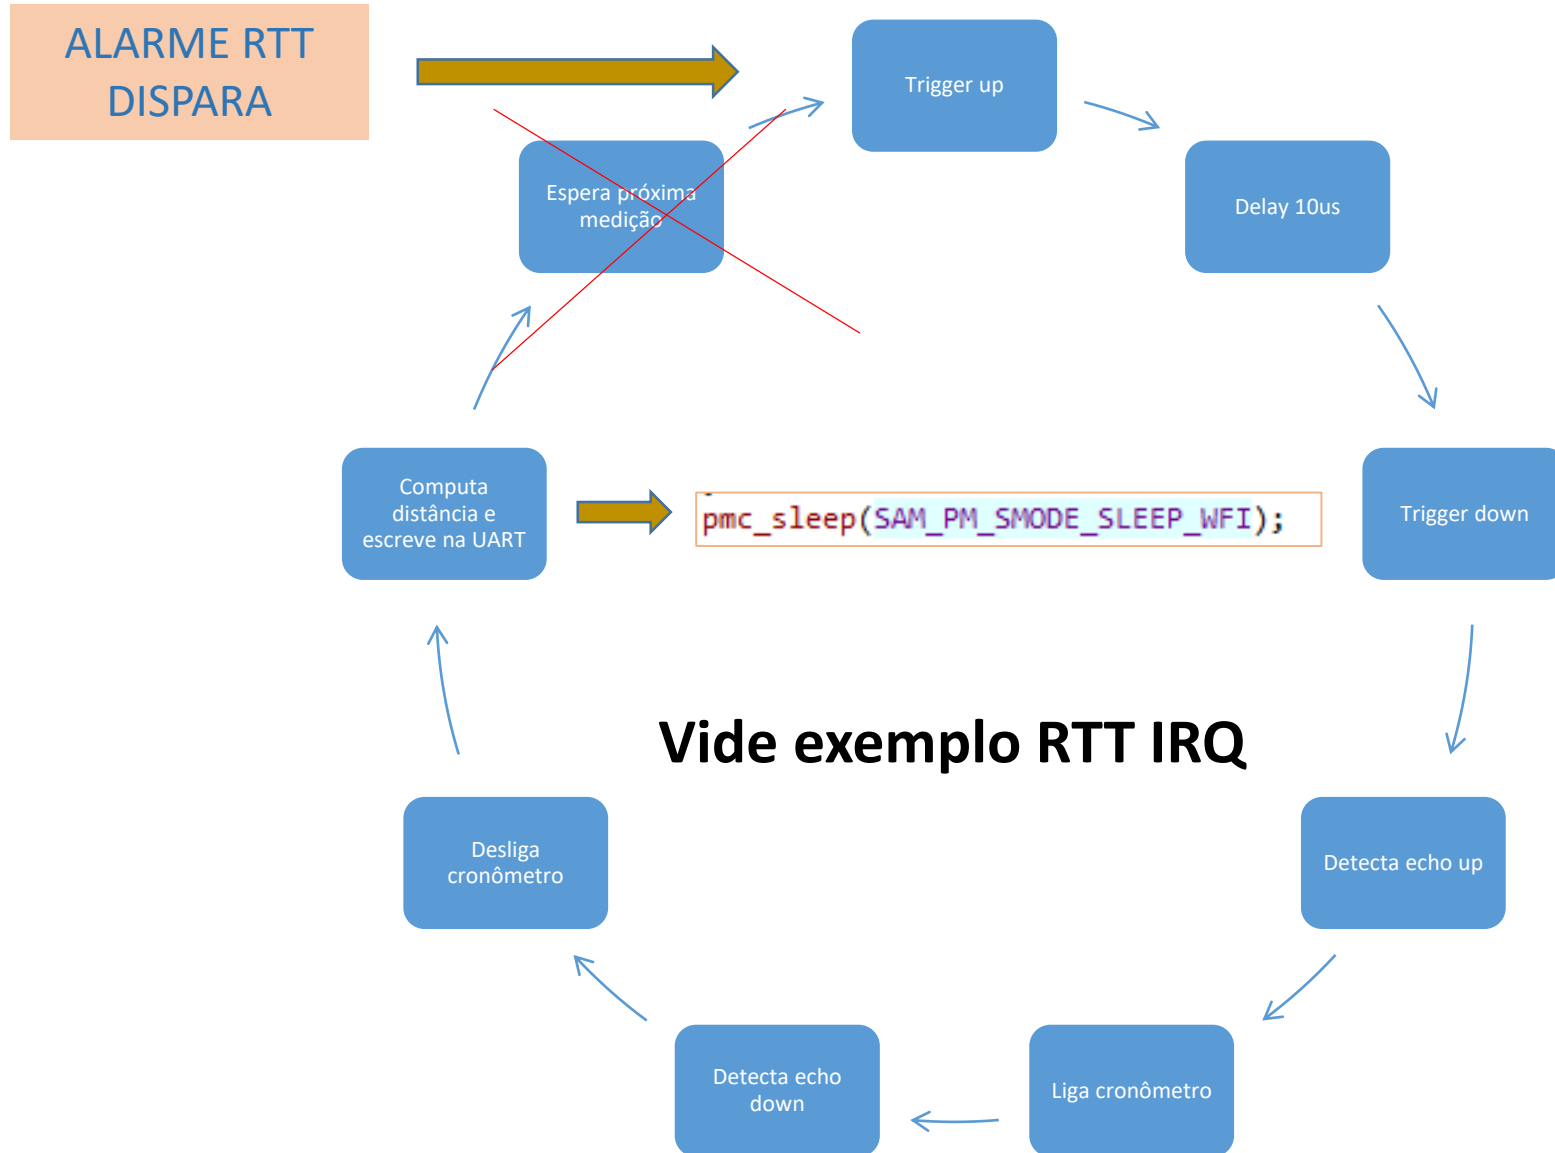 ALARME RTT
DISPARA
Trigger up
Delay 10us
Espera próxima
medição
Computa
distância e
escreve na UART
pmc_sleep(SAM_PM_SMODE_SLEEP_WFI);
Trigger down
Vide exemplo RTT IRQ
Desliga
cronômetro
Detecta echo up
Detecta echo
down
Liga cronômetro